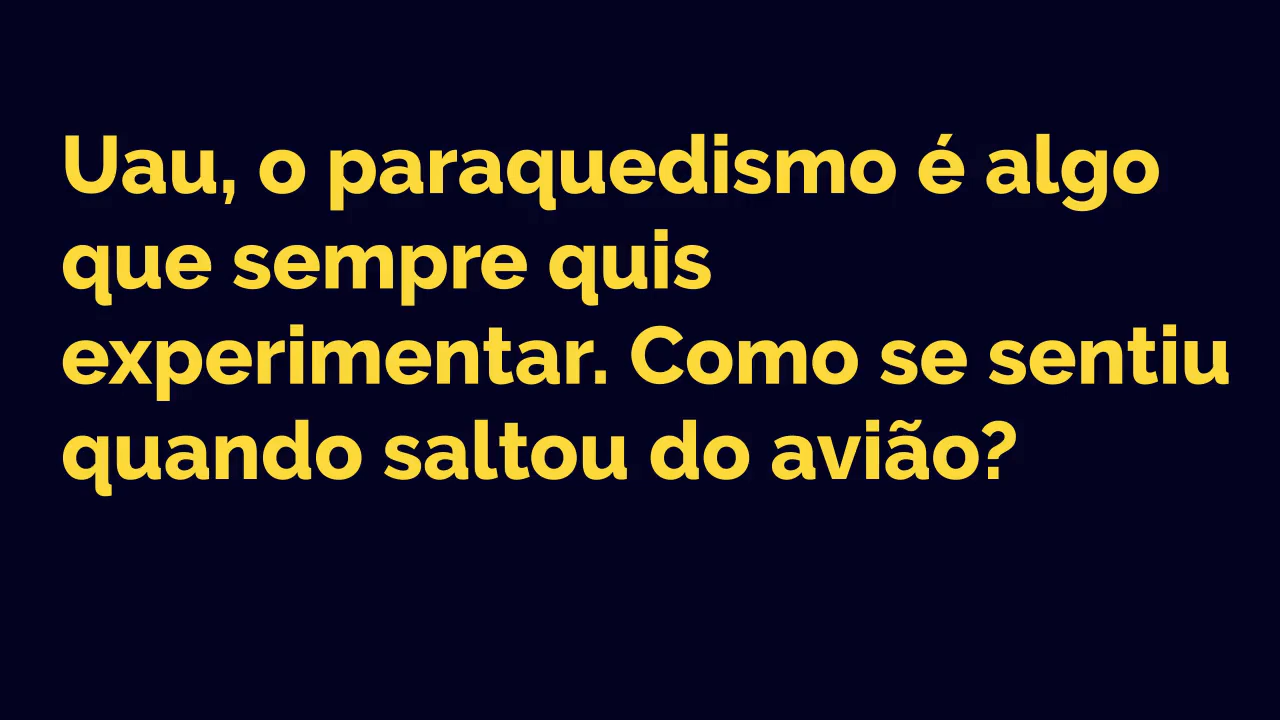 Uau, o paraquedismo é algo
que sempre quis
experimentar. Como se sentiu
quando saltou do avião?